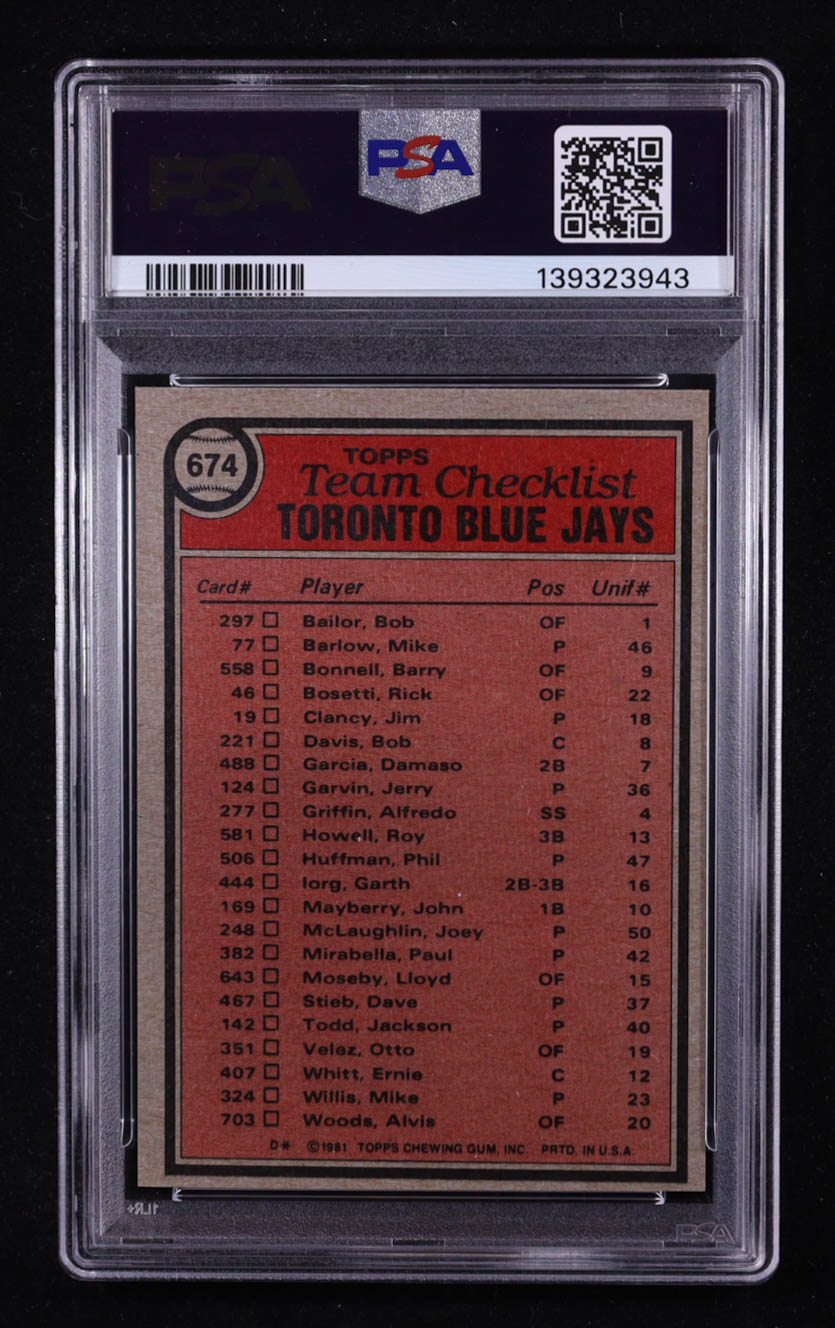 PSA PSA
139323943
674
TOPPS
Team Checklist
TORONTO BLUE JAYS
Card# Player Pos Unif#
297 Bailor, Bob OF 1
77 Barlow, Mike P 46
558 Bonnell, Barry OF 9
46 Bosetti, Rick OF 22
19 Clancy, Jim P 18
221 Davis, Bob C 8
488 Garcia, Damaso 2B 7
124 Garvin, Jerry P 36
277 Griffin, Alfredo SS 4
581 Howell, Roy 3B 13
506 Huffman, Phil P 47
444 Iorg, Garth 2B-3B 16
169 Mayberry, John 1B 10
248 McLaughlin, Joey P 50
382 Mirabella, Paul P 42
643 Moseby, Lloyd OF 15
467 Stieb, Dave P 37
142 Todd, Jackson P 40
351 Velez, Otto OF 19
407 Whitt, Ernie C 12
324 Willis, Mike P 23
703 Woods, Alvis OF 20
D* ©1981 TOPPS CHEWING GUM, INC. PRTD. IN U.S.A.
1LR+ PSA